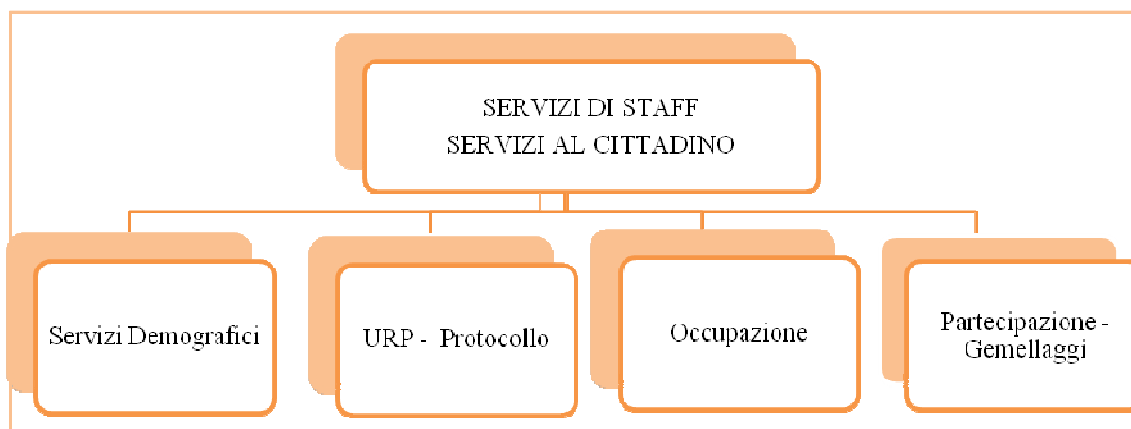 SERVIZI DI STAFF
SERVIZI AL CITTADINO
Servizi Demografici
URP - Protocollo
Occupazione
Partecipazione -
Gemellaggi